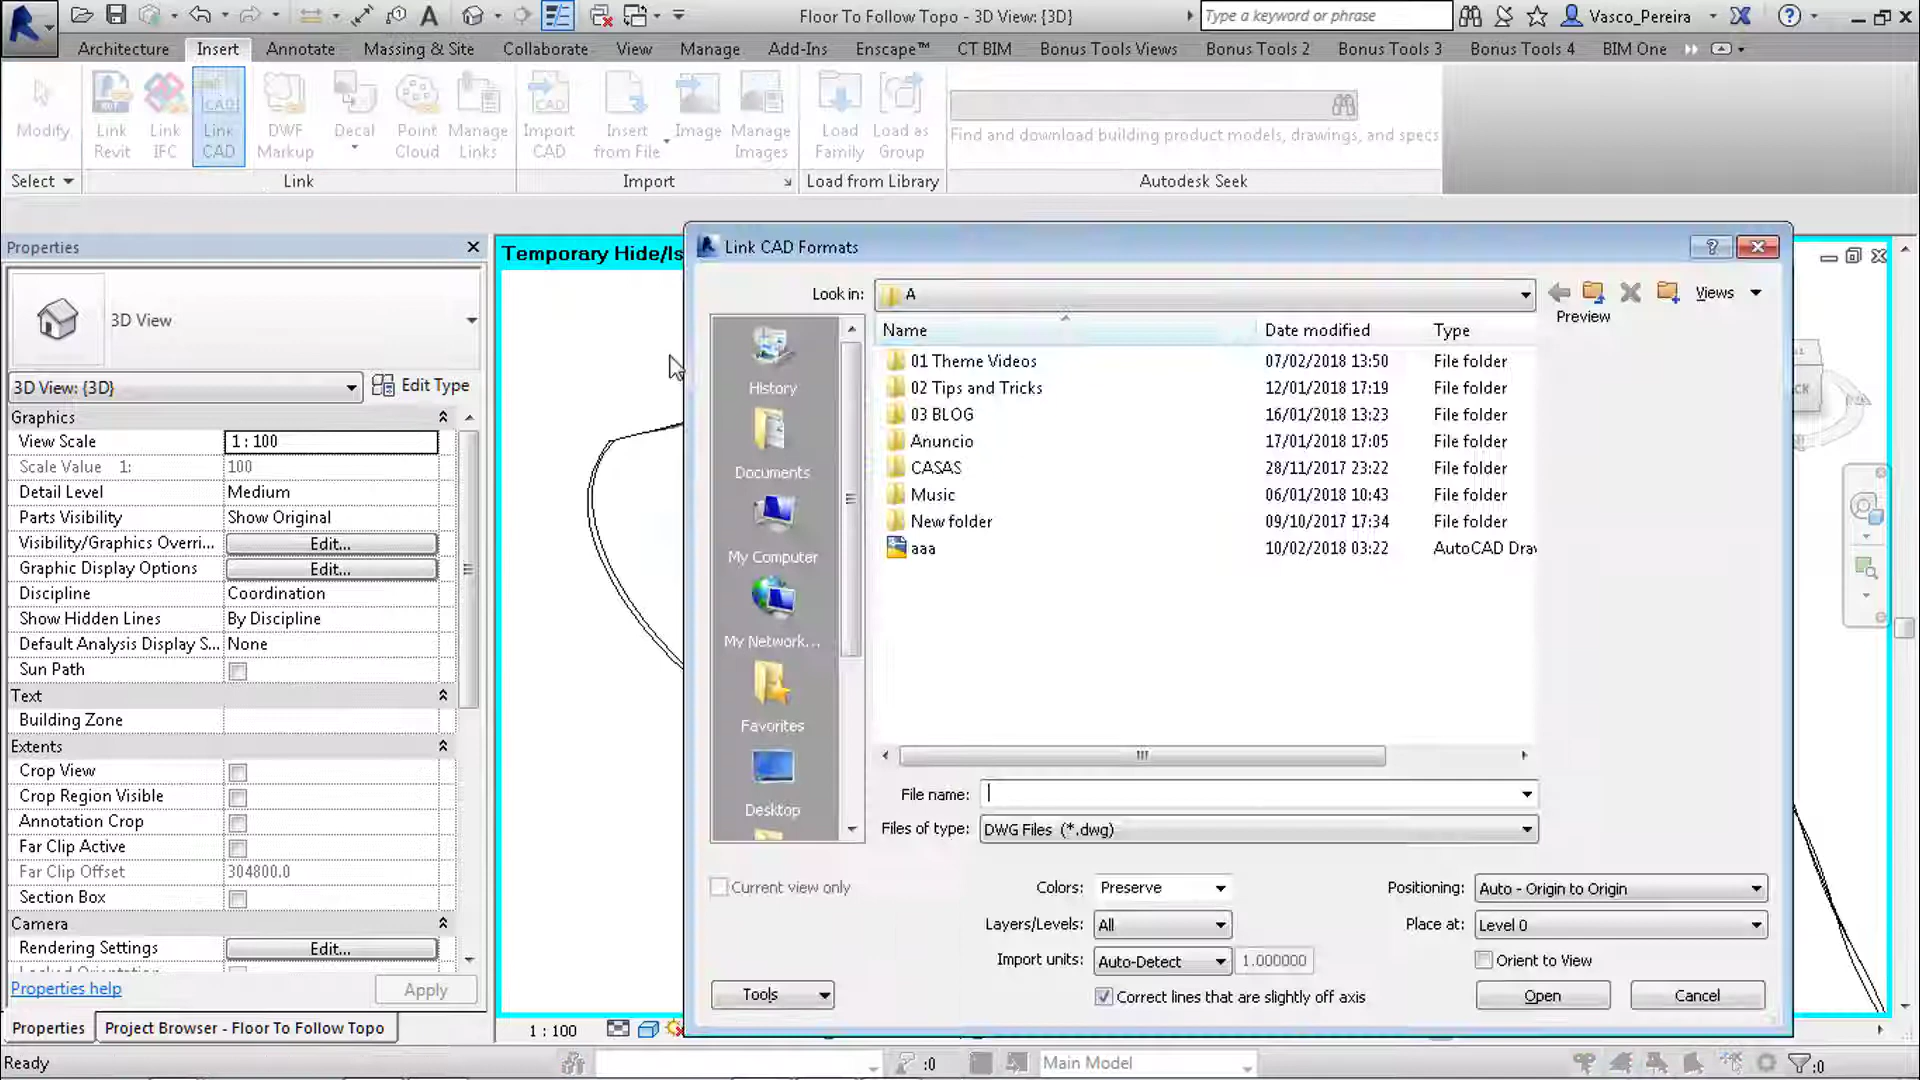 Floor To Follow Topo - 3D View: {3D}
Type a keyword or phrase
Vasco_Pereira
Architecture Insert Annotate Massing & Site Collaborate View Manage Add-Ins Enscape™ CT BIM Bonus Tools Views Bonus Tools 2 Bonus Tools 3 Bonus Tools 4 BIM One
Modify
Link Revit
Link IFC
Link CAD
DWF Markup
Decal
Point Cloud
Manage Links
Import CAD
Insert from File
Image
Manage Images
Load Family
Load as Group
Find and download building product models, drawings, and specs
Select Link Import Load from Library Autodesk Seek
Properties
3D View
3D View: {3D} Edit Type
Graphics
View Scale 1 : 100
Scale Value 1: 100
Detail Level Medium
Parts Visibility Show Original
Visibility/Graphics Overri... Edit...
Graphic Display Options Edit...
Discipline Coordination
Show Hidden Lines By Discipline
Default Analysis Display S... None
Sun Path
Text
Building Zone
Extents
Crop View
Crop Region Visible
Annotation Crop
Far Clip Active
Far Clip Offset 304800.0
Section Box
Camera
Rendering Settings Edit...
Properties help Apply
Properties Project Browser - Floor To Follow Topo
Temporary Hide/Is
Link CAD Formats
Look in: A Views
Preview
Name Date modified Type
01 Theme Videos 07/02/2018 13:50 File folder
02 Tips and Tricks 12/01/2018 17:19 File folder
03 BLOG 16/01/2018 13:23 File folder
Anuncio 17/01/2018 17:05 File folder
CASAS 28/11/2017 23:22 File folder
Music 06/01/2018 10:43 File folder
New folder 09/10/2017 17:34 File folder
aaa 10/02/2018 03:22 AutoCAD Drav
History
Documents
My Computer
My Network...
Favorites
Desktop
File name:
Files of type: DWG Files (*.dwg)
Current view only
Colors: Preserve
Layers/Levels: All
Import units: Auto-Detect 1.000000
Correct lines that are slightly off axis
Positioning: Auto - Origin to Origin
Place at: Level 0
Orient to View
Tools Open Cancel
1 : 100
Ready :0 Main Model :0